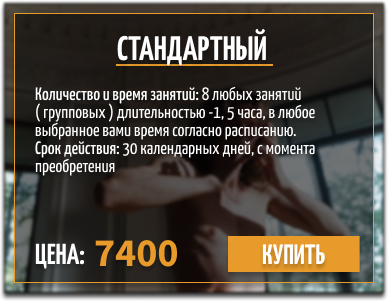 СТАНДАРТНЫЙ
Количество и время занятий: 8 любых занятий
( групповых ) длительностью -1, 5 часа, в любое
выбранное вами время согласно расписанию.
Срок действия: 30 календарных дней, с момента
преобретения
ЦЕНА: 7400 КУПИТЬ